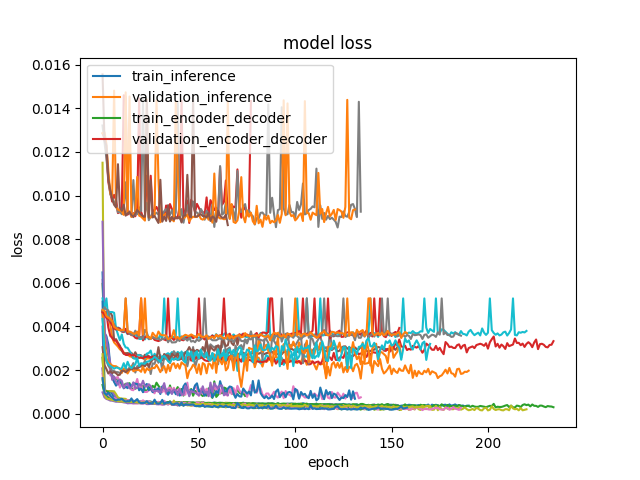 model loss
0.016
0.014
0.012
0.010
0.008
0.006
0.004
0.002
0.000
loss
train_inference
validation_inference
train_encoder_decoder
validation_encoder_decoder
0 50 100 150 200
epoch